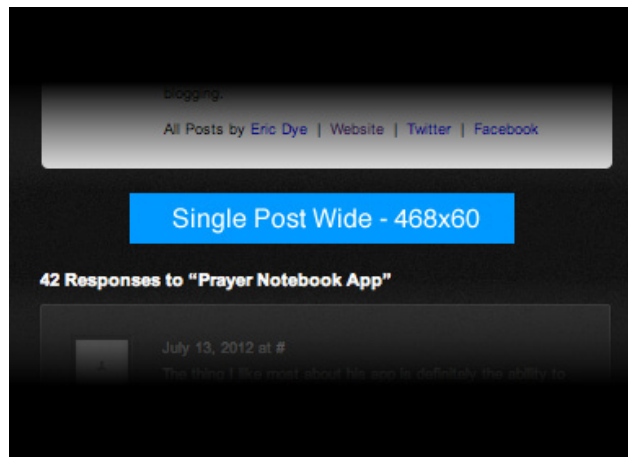 blogging.
All Posts by Eric Dye | Website | Twitter | Facebook
Single Post Wide - 468x60
42 Responses to “Prayer Notebook App”
July 13, 2012 at #
The thing I like most about his app is definitely the ability to